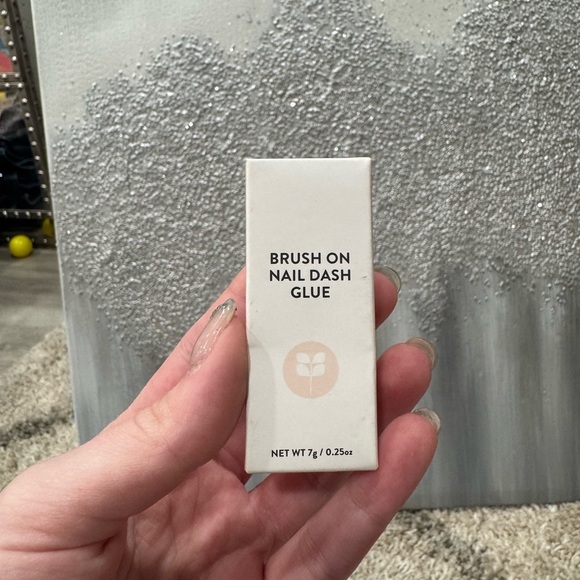 BRUSH ON
NAIL DASH
GLUE
NET WT 7g / 0.25oz